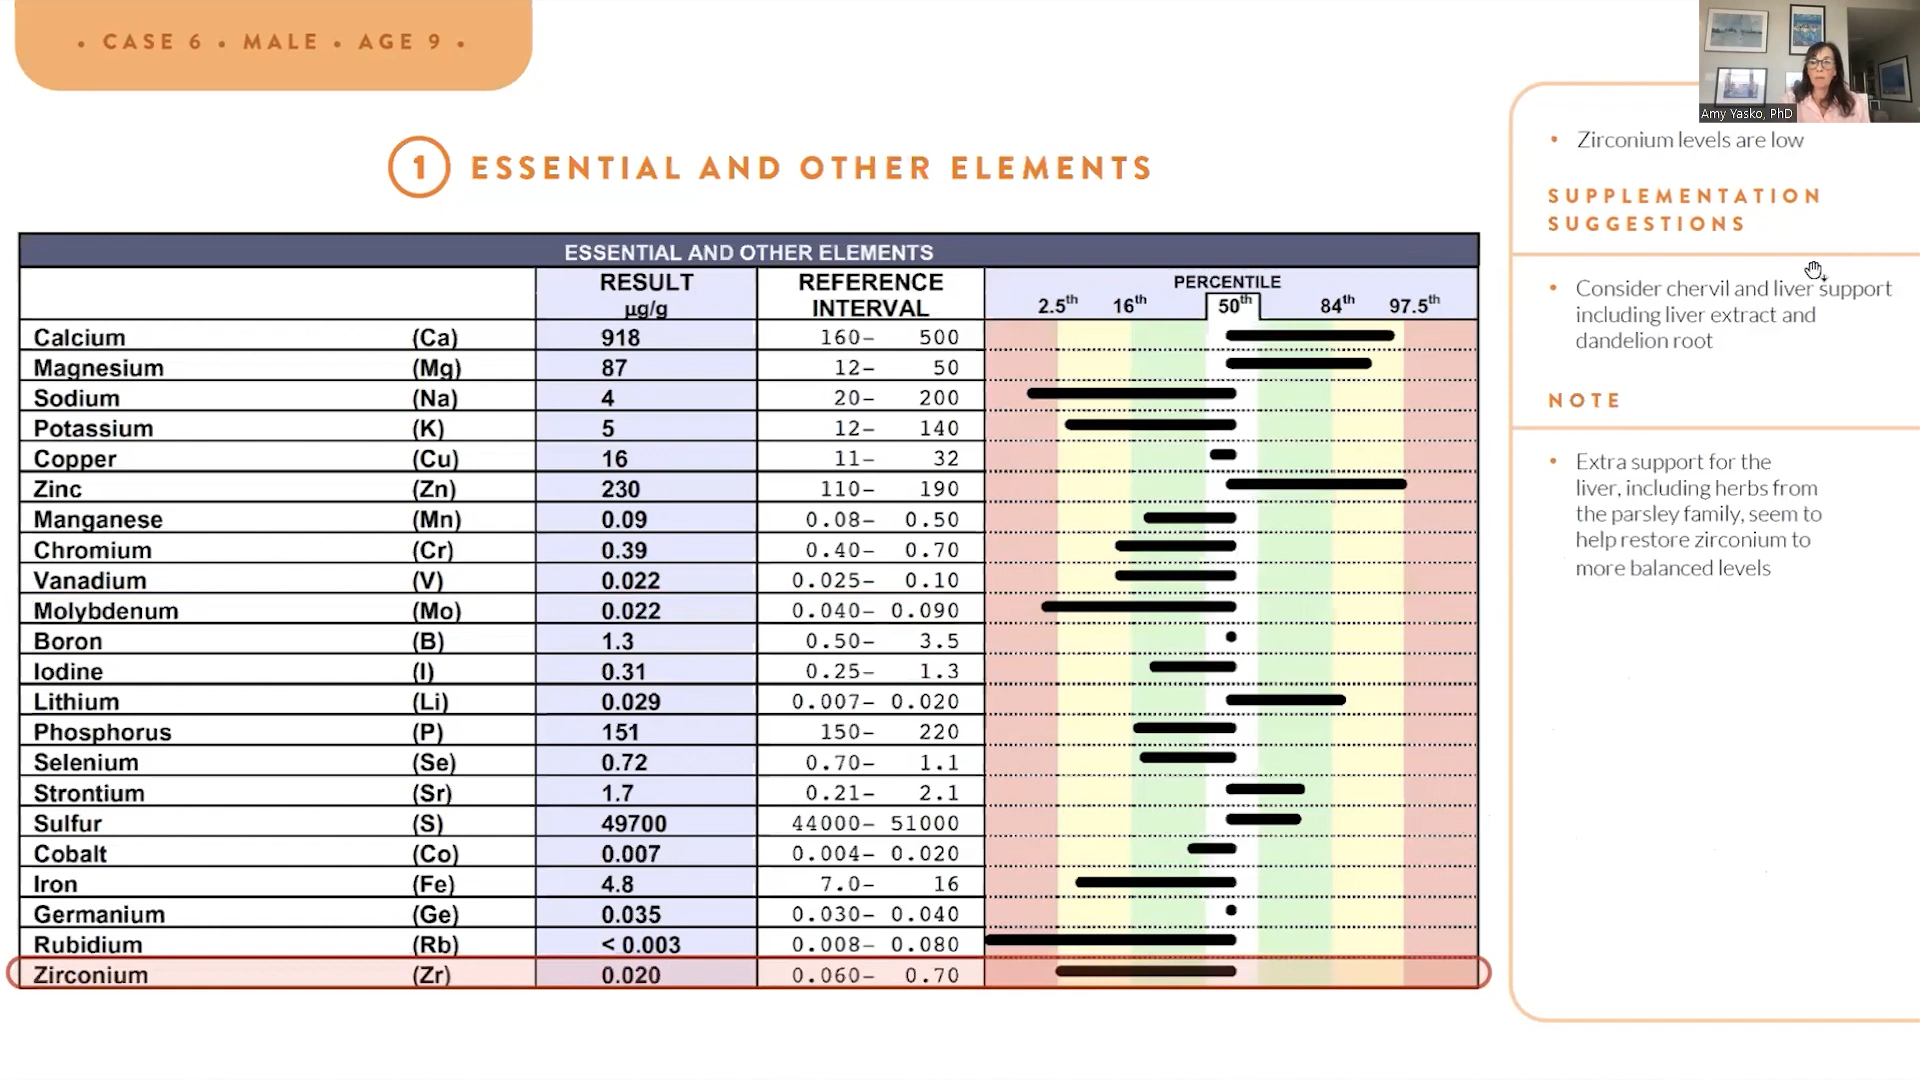 • CASE 6 • MALE • AGE 9 •
1 ESSENTIAL AND OTHER ELEMENTS
ESSENTIAL AND OTHER ELEMENTS
RESULT µg/g REFERENCE INTERVAL PERCENTILE
2.5th 16th 50th 84th 97.5th
Calcium (Ca) 918 160- 500
Magnesium (Mg) 87 12- 50
Sodium (Na) 4 20- 200
Potassium (K) 5 12- 140
Copper (Cu) 16 11- 32
Zinc (Zn) 230 110- 190
Manganese (Mn) 0.09 0.08- 0.50
Chromium (Cr) 0.39 0.40- 0.70
Vanadium (V) 0.022 0.025- 0.10
Molybdenum (Mo) 0.022 0.040- 0.090
Boron (B) 1.3 0.50- 3.5
Iodine (I) 0.31 0.25- 1.3
Lithium (Li) 0.029 0.007- 0.020
Phosphorus (P) 151 150- 220
Selenium (Se) 0.72 0.70- 1.1
Strontium (Sr) 1.7 0.21- 2.1
Sulfur (S) 49700 44000- 51000
Cobalt (Co) 0.007 0.004- 0.020
Iron (Fe) 4.8 7.0- 16
Germanium (Ge) 0.035 0.030- 0.040
Rubidium (Rb) < 0.003 0.008- 0.080
Zirconium (Zr) 0.020 0.060- 0.70
Amy Yasko, PhD
• Zirconium levels are low
SUPPLEMENTATION
SUGGESTIONS
• Consider chervil and liver support
including liver extract and
dandelion root
NOTE
• Extra support for the
liver, including herbs from
the parsley family, seem to
help restore zirconium to
more balanced levels